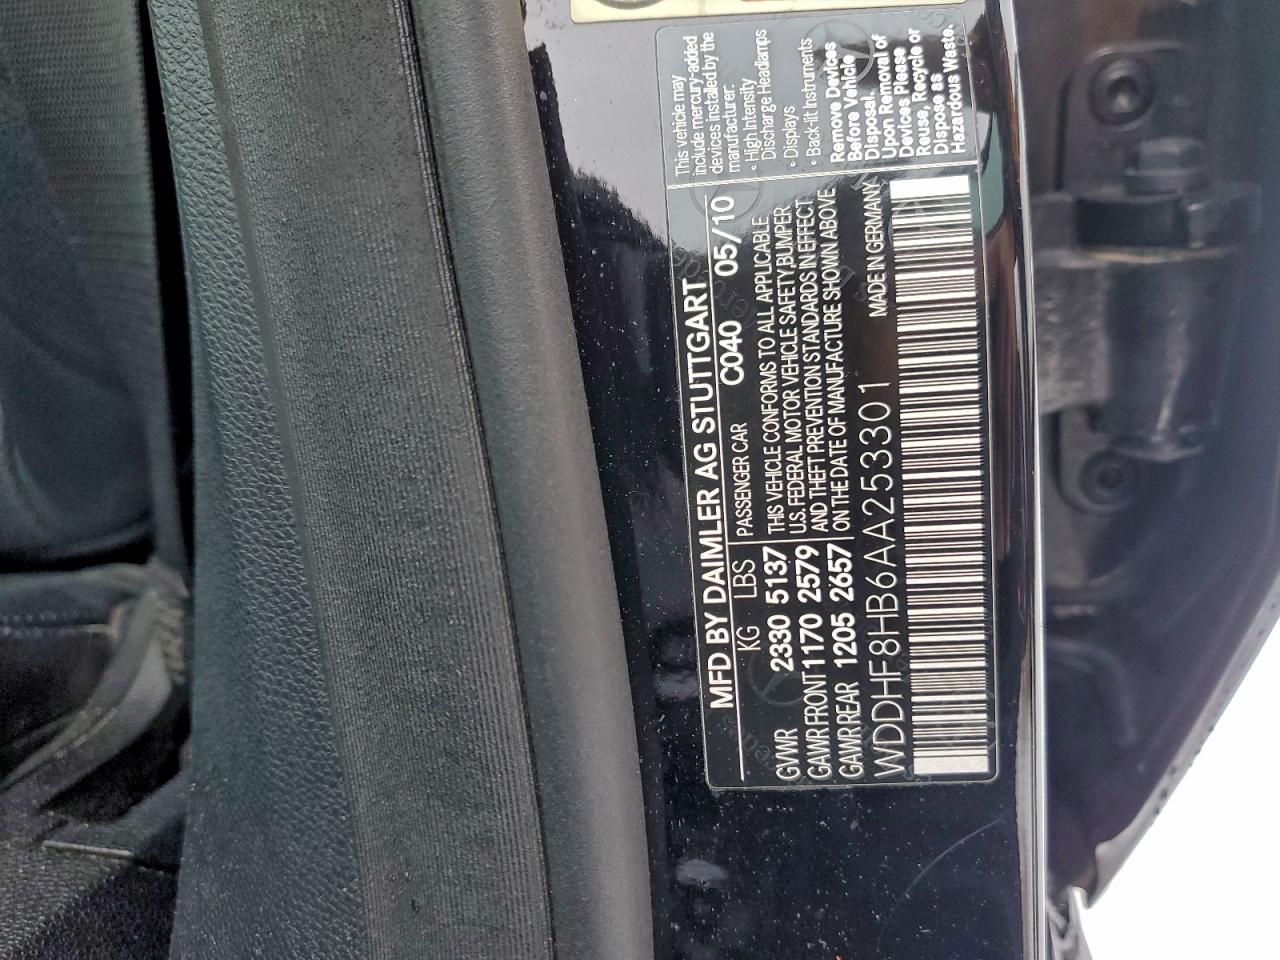 MFD BY DAIMLER AG STUTTGART
KG LBS PASSENGER CAR C040 05/10
GVWR 2330 5137
GAWR FRONT 1170 2579
GAWR REAR 1205 2657
THIS VEHICLE CONFORMS TO ALL APPLICABLE
U.S. FEDERAL MOTOR VEHICLE SAFETY, BUMPER
AND THEFT PREVENTION STANDARDS IN EFFECT
ON THE DATE OF MANUFACTURE SHOWN ABOVE
WDDHF8HB6AA253301 MADE IN GERMANY
This vehicle may
include mercury-added
devices installed by the
manufacturer:
· High Intensity
Discharge Headlamps
· Displays
· Back-lit Instruments
Remove Devices
Before Vehicle
Disposal.
Upon Removal of
Devices Please
Reuse, Recycle or
Dispose as
Hazardous Waste.